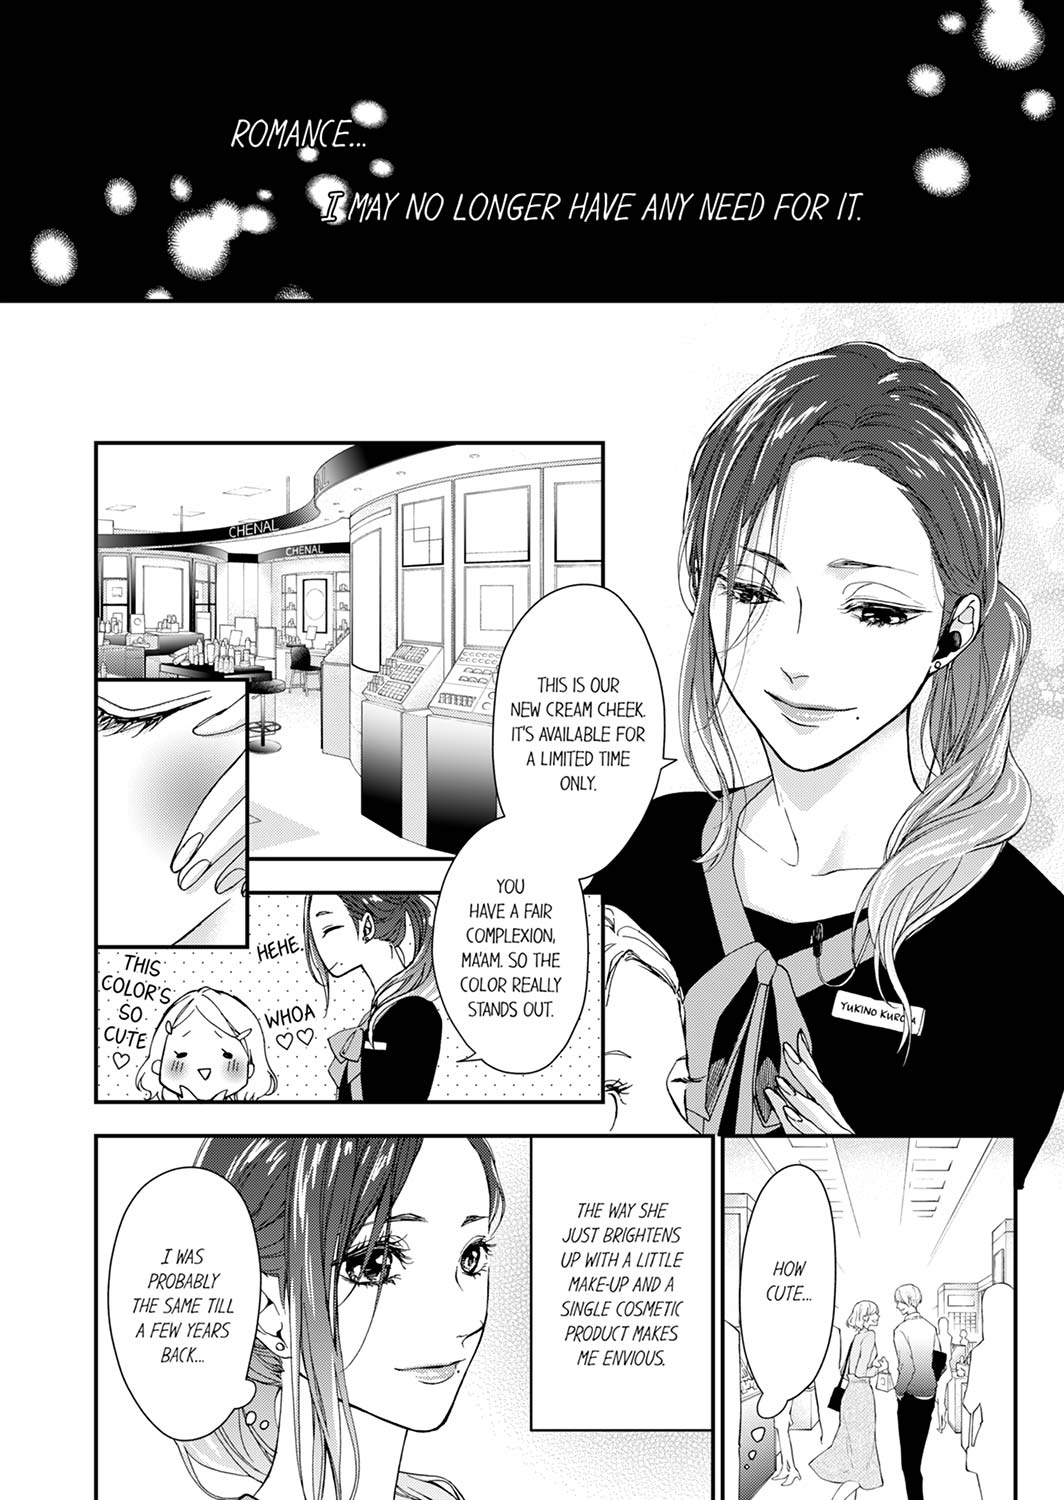 ROMANCE...
I MAY NO LONGER HAVE ANY NEED FOR IT.
CHENAL
CHENAL
THIS IS OUR
NEW CREAM CHEEK.
IT'S AVAILABLE FOR
A LIMITED TIME
ONLY.
YOU
HAVE A FAIR
COMPLEXION,
MA'AM. SO THE
COLOR REALLY
STANDS OUT.
YUKINO
HEHE.
WHOA
♡♡
THIS
COLOR'S
SO
CUTE
♡
HOW
CUTE...
THE WAY SHE
JUST BRIGHTENS
UP WITH A LITTLE
MAKE-UP AND A
SINGLE COSMETIC
PRODUCT MAKES
ME ENVIOUS.
I WAS
PROBABLY
THE SAME TILL
A FEW YEARS
BACK...